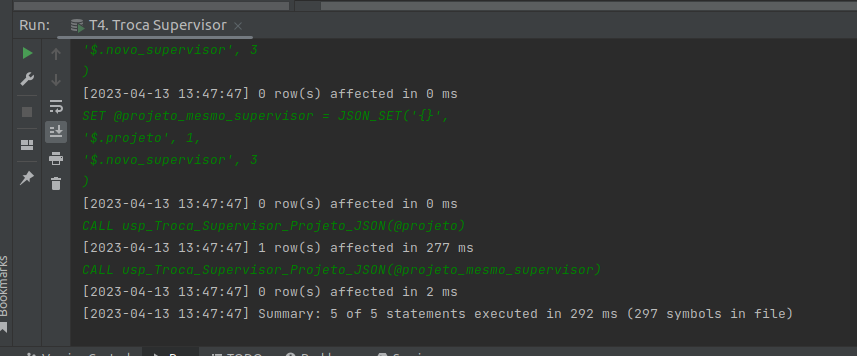 Run: T4. Troca Supervisor
'$.novo_supervisor', 3
)
[2023-04-13 13:47:47] 0 row(s) affected in 0 ms
SET @projeto_mesmo_supervisor = JSON_SET('{}',
'$.projeto', 1,
'$.novo_supervisor', 3
)
[2023-04-13 13:47:47] 0 row(s) affected in 0 ms
CALL usp_Troca_Supervisor_Projeto_JSON(@projeto)
[2023-04-13 13:47:47] 1 row(s) affected in 277 ms
CALL usp_Troca_Supervisor_Projeto_JSON(@projeto_mesmo_supervisor)
[2023-04-13 13:47:47] 0 row(s) affected in 2 ms
[2023-04-13 13:47:47] Summary: 5 of 5 statements executed in 292 ms (297 symbols in file)
Bookmarks